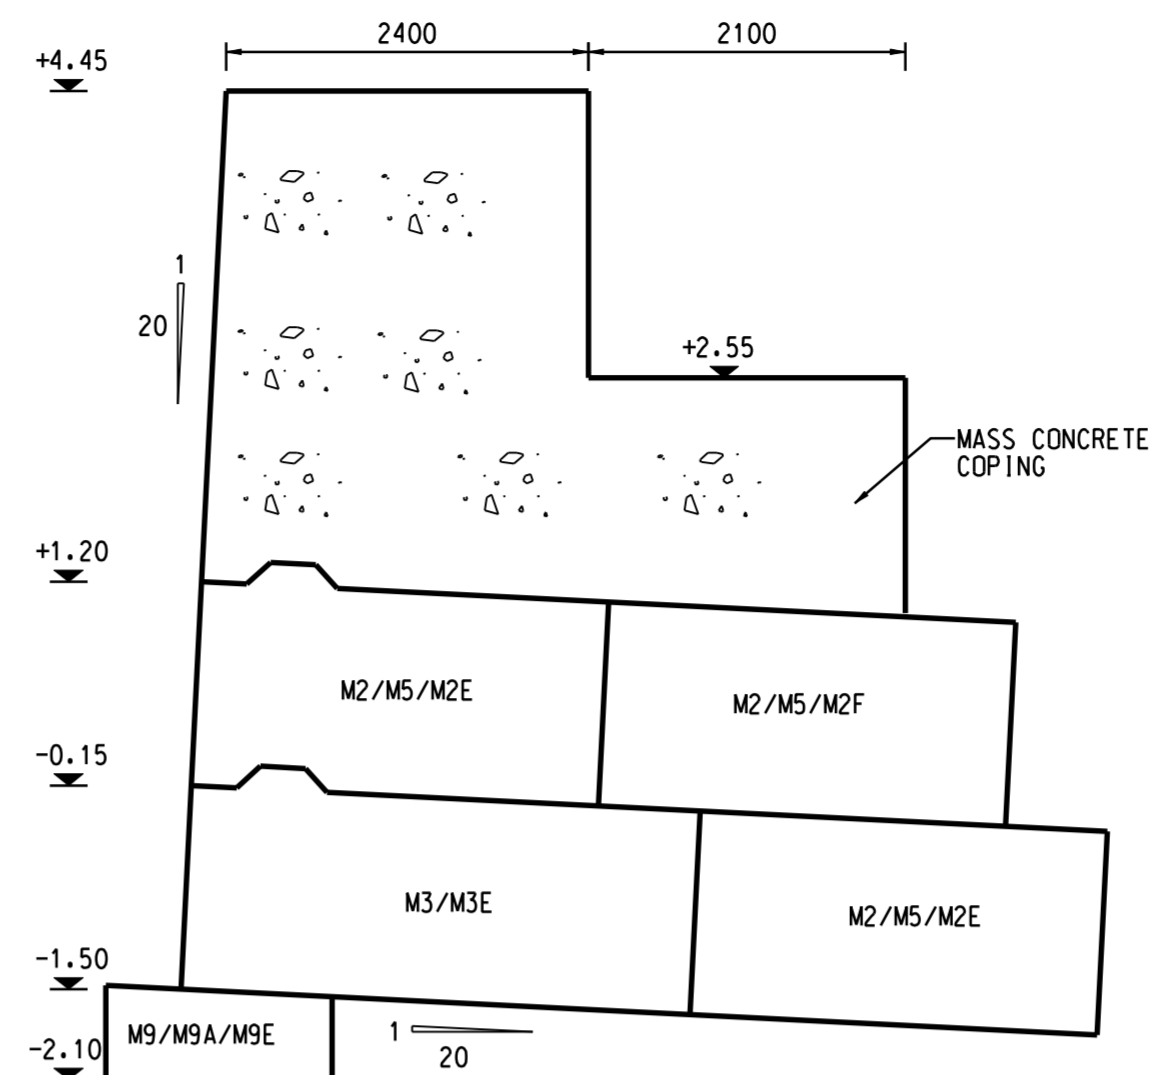 2400
2100
+4.45
1
20
+2.55
MASS CONCRETE
COPING
+1.20
M2/M5/M2E
M2/M5/M2F
-0.15
M3/M3E
M2/M5/M2E
-1.50
M9/M9A/M9E
1
20
-2.10